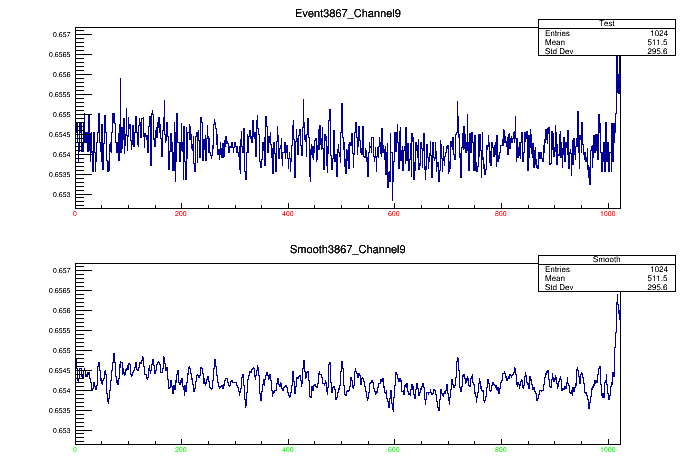 Event3867_Channel9
Test
Entries 1024
Mean 511.5
Std Dev 295.6
0.657
0.6565
0.656
0.6555
0.655
0.6545
0.654
0.6535
0.653
0 200 400 600 800 1000
Smooth3867_Channel9
Smooth
Entries 1024
Mean 511.5
Std Dev 295.6
0.657
0.6565
0.656
0.6555
0.655
0.6545
0.654
0.6535
0.653
0 200 400 600 800 1000